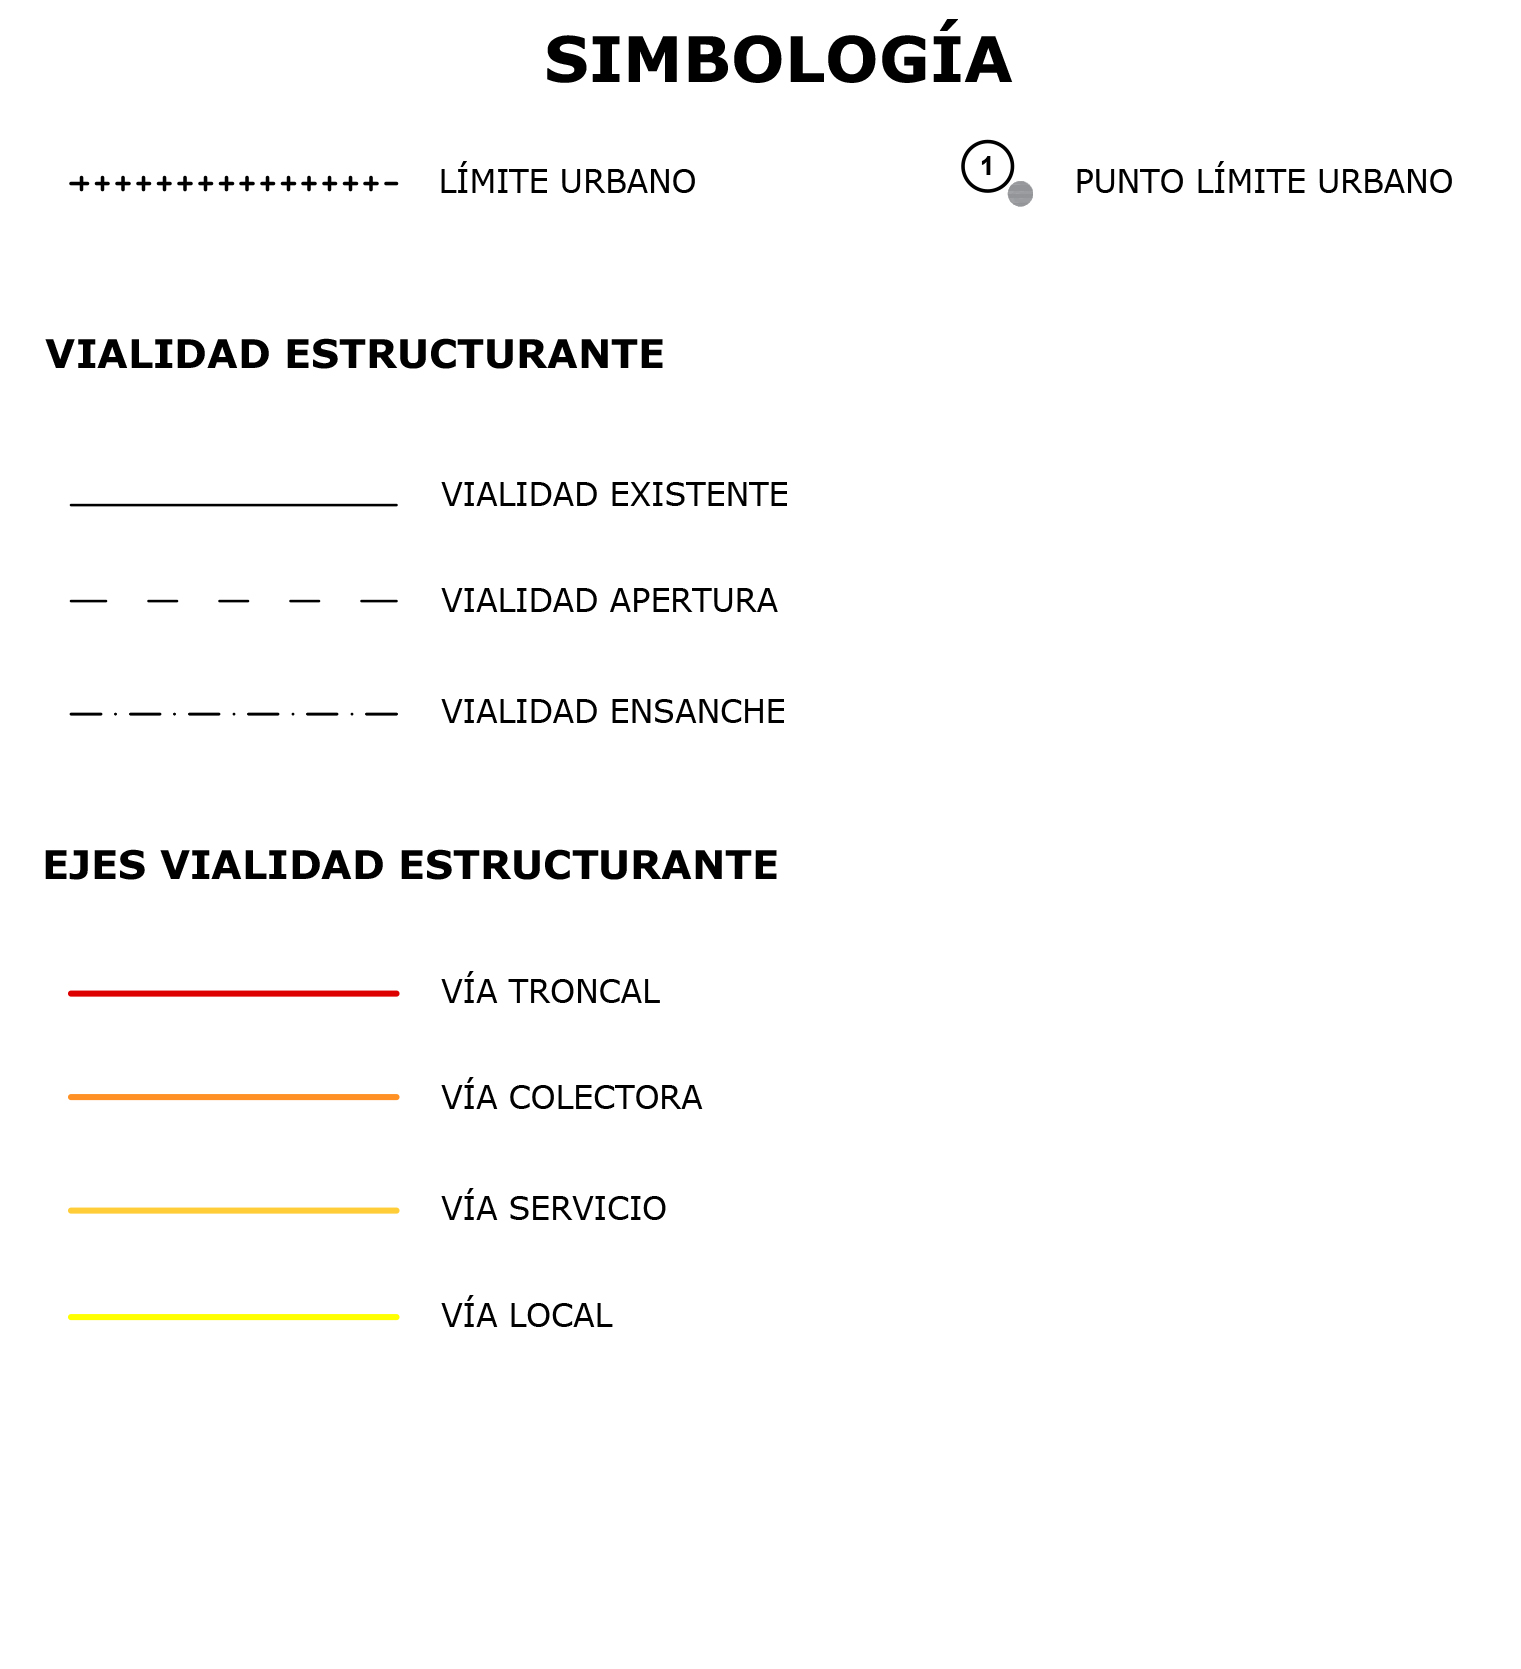 SIMBOLOGÍA
LÍMITE URBANO
1
PUNTO LÍMITE URBANO
VIALIDAD ESTRUCTURANTE
VIALIDAD EXISTENTE
VIALIDAD APERTURA
VIALIDAD ENSANCHE
EJES VIALIDAD ESTRUCTURANTE
VÍA TRONCAL
VÍA COLECTORA
VÍA SERVICIO
VÍA LOCAL